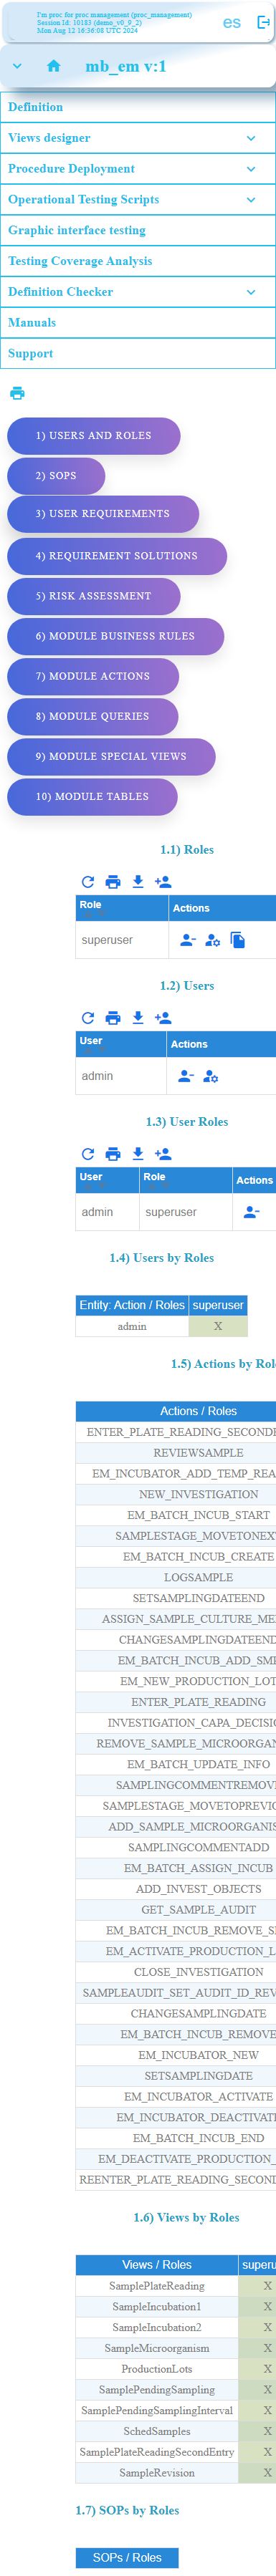 I'm proc for proc management (proc_management)
Session Id: 10183 (demo_v0_9_2)
Mon Aug 12 16:36:08 UTC 2024
es
mb_em v:1
Definition
Views designer
Procedure Deployment
Operational Testing Scripts
Graphic interface testing
Testing Coverage Analysis
Definition Checker
Manuals
Support
1) USERS AND ROLES
2) SOPS
3) USER REQUIREMENTS
4) REQUIREMENT SOLUTIONS
5) RISK ASSESSMENT
6) MODULE BUSINESS RULES
7) MODULE ACTIONS
8) MODULE QUERIES
9) MODULE SPECIAL VIEWS
10) MODULE TABLES
1.1) Roles
Role Actions
superuser
1.2) Users
User Actions
admin
1.3) User Roles
User Role Actions
admin superuser
1.4) Users by Roles
Entity: Action / Roles superuser
admin X
1.5) Actions by Rol
Actions / Roles
ENTER_PLATE_READING_SECOND
REVIEWSAMPLE
EM_INCUBATOR_ADD_TEMP_REA
NEW_INVESTIGATION
EM_BATCH_INCUB_START
SAMPLESTAGE_MOVETONEX
EM_BATCH_INCUB_CREATE
LOGSAMPLE
SETSAMPLINGDATEEND
ASSIGN_SAMPLE_CULTURE_ME
CHANGESAMPLINGDATEEND
EM_BATCH_INCUB_ADD_SM
EM_NEW_PRODUCTION_LOT
ENTER_PLATE_READING
INVESTIGATION_CAPA_DECISI
REMOVE_SAMPLE_MICROORGAN
EM_BATCH_UPDATE_INFO
SAMPLINGCOMMENTREMOV
SAMPLESTAGE_MOVETOPREVI
ADD_SAMPLE_MICROORGANIS
SAMPLINGCOMMENTADD
EM_BATCH_ASSIGN_INCUB
ADD_INVEST_OBJECTS
GET_SAMPLE_AUDIT
EM_BATCH_INCUB_REMOVE_S
EM_ACTIVATE_PRODUCTION_L
CLOSE_INVESTIGATION
SAMPLEAUDIT_SET_AUDIT_ID_REV
CHANGESAMPLINGDATE
EM_BATCH_INCUB_REMOVE
EM_INCUBATOR_NEW
SETSAMPLINGDATE
EM_INCUBATOR_ACTIVATE
EM_INCUBATOR_DEACTIVAT
EM_BATCH_INCUB_END
EM_DEACTIVATE_PRODUCTION_
REENTER_PLATE_READING_SECON
1.6) Views by Roles
Views / Roles superu
SamplePlateReading X
SampleIncubation1 X
SampleIncubation2 X
SampleMicroorganism X
ProductionLots X
SamplePendingSampling X
SamplePendingSamplingInterval X
SchedSamples X
SamplePlateReadingSecondEntry X
SampleRevision X
1.7) SOPs by Roles
SOPs / Roles